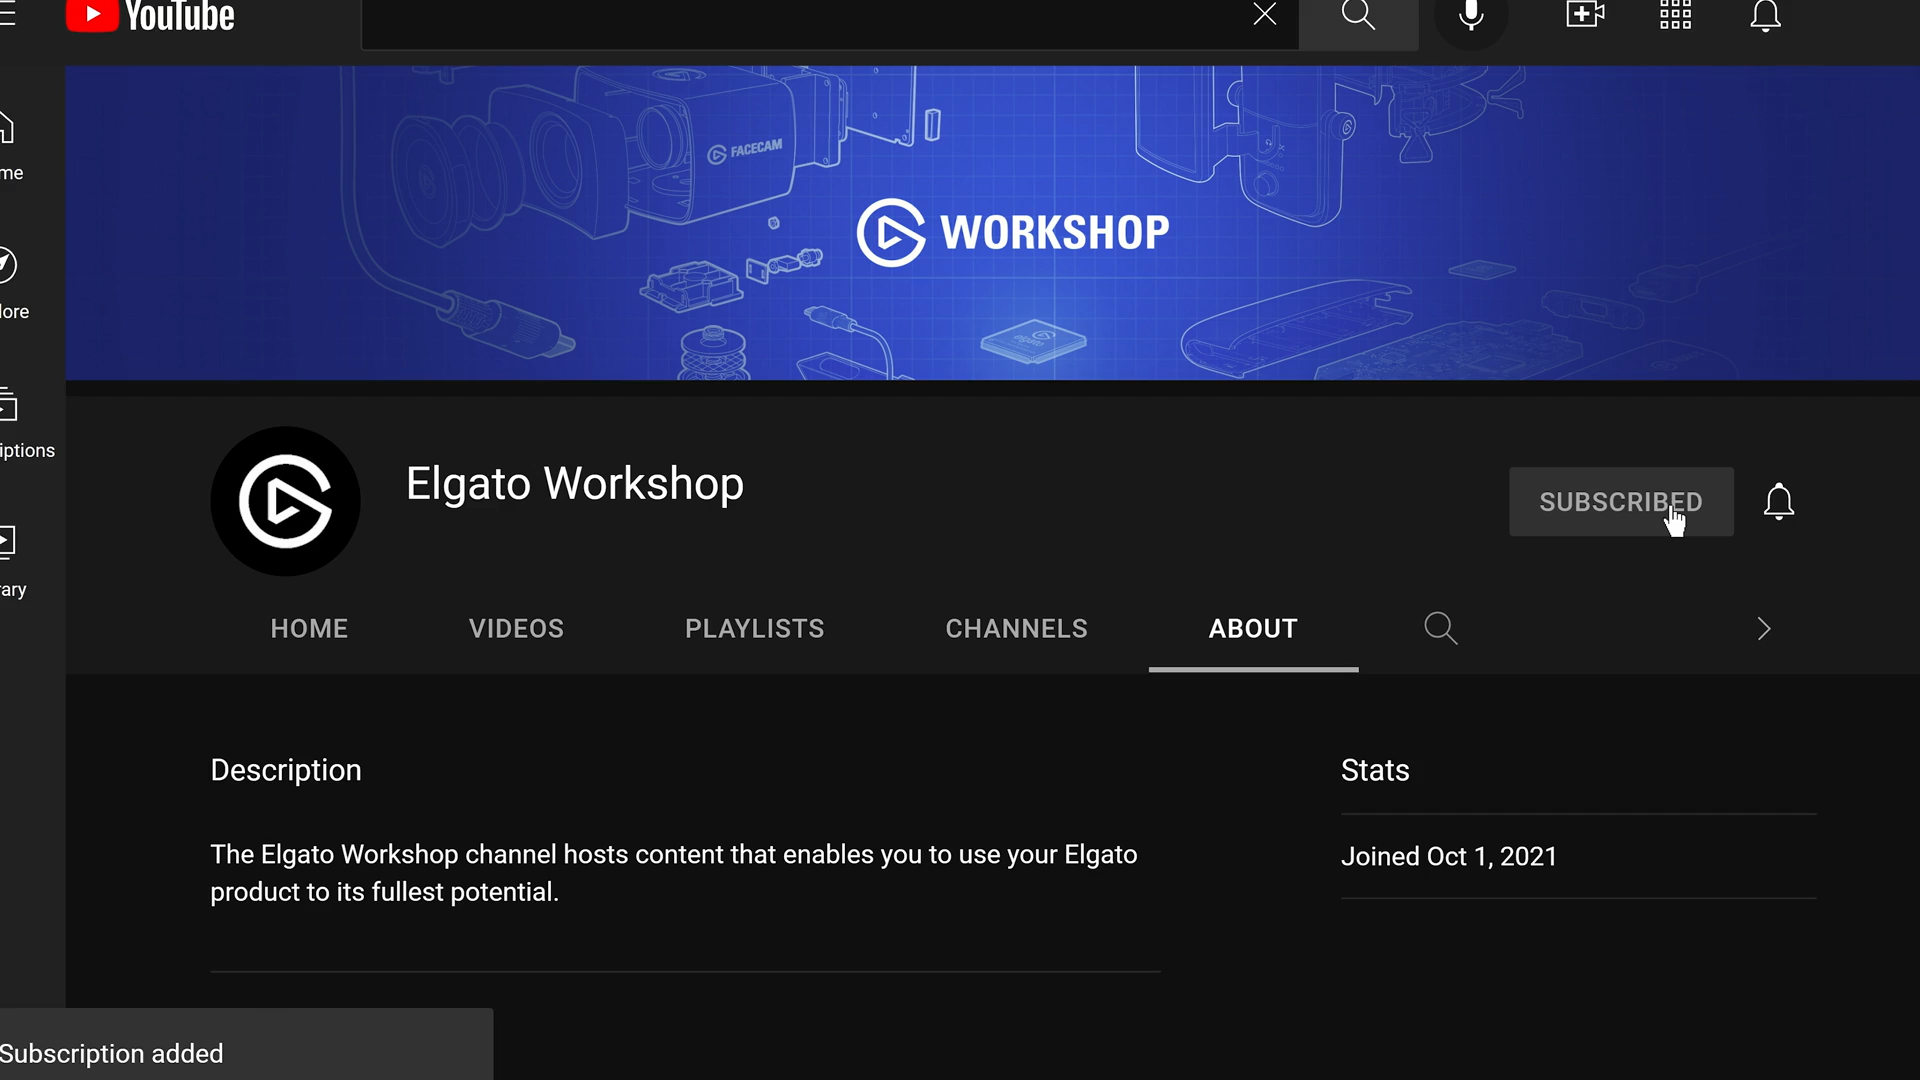 YouTube
me
FACECAM
WORKSHOP
lore
elgato
iptions
Elgato Workshop
SUBSCRIBED
rary
HOME VIDEOS PLAYLISTS CHANNELS ABOUT
Description
Stats
The Elgato Workshop channel hosts content that enables you to use your Elgato
product to its fullest potential.
Joined Oct 1, 2021
Subscription added